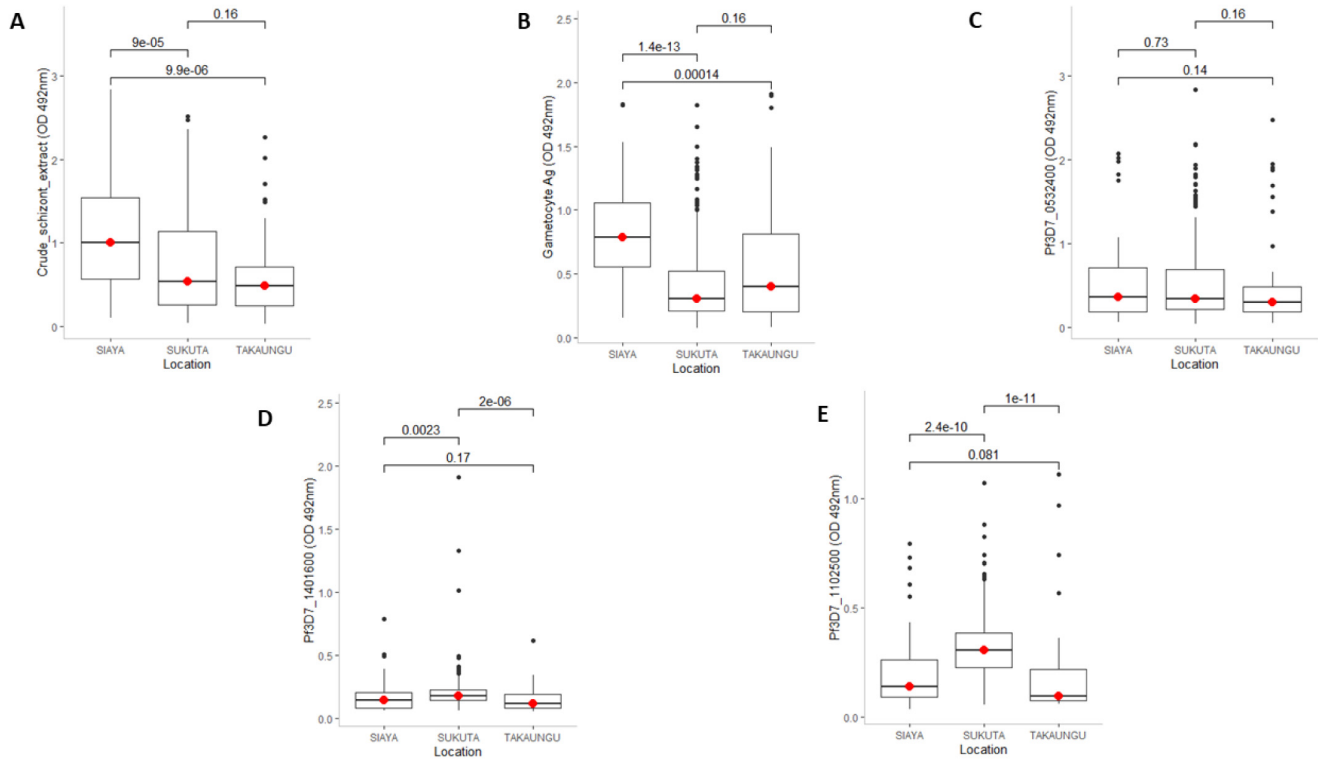 A
0.16
9e-05
9.9e-06
Crude_schizont_extract (OD 492nm)
3
2
1
0
SIAYA SUKUTA TAKAUNGU
Location
B
0.16
1.4e-13
0.00014
Gametocyte Ag (OD 492nm)
2.5
2.0
1.5
1.0
0.5
0.0
SIAYA SUKUTA TAKAUNGU
Location
C
0.16
0.73
0.14
Pf3D7_0532400 (OD 492nm)
3
2
1
0
SIAYA SUKUTA TAKAUNGU
Location
D
2e-06
0.0023
0.17
Pf3D7_1401600 (OD 492nm)
2.5
2.0
1.5
1.0
0.5
0.0
SIAYA SUKUTA TAKAUNGU
Location
E
1e-11
2.4e-10
0.081
Pf3D7_1102500 (OD 492nm)
1.0
0.5
0.0
SIAYA SUKUTA TAKAUNGU
Location